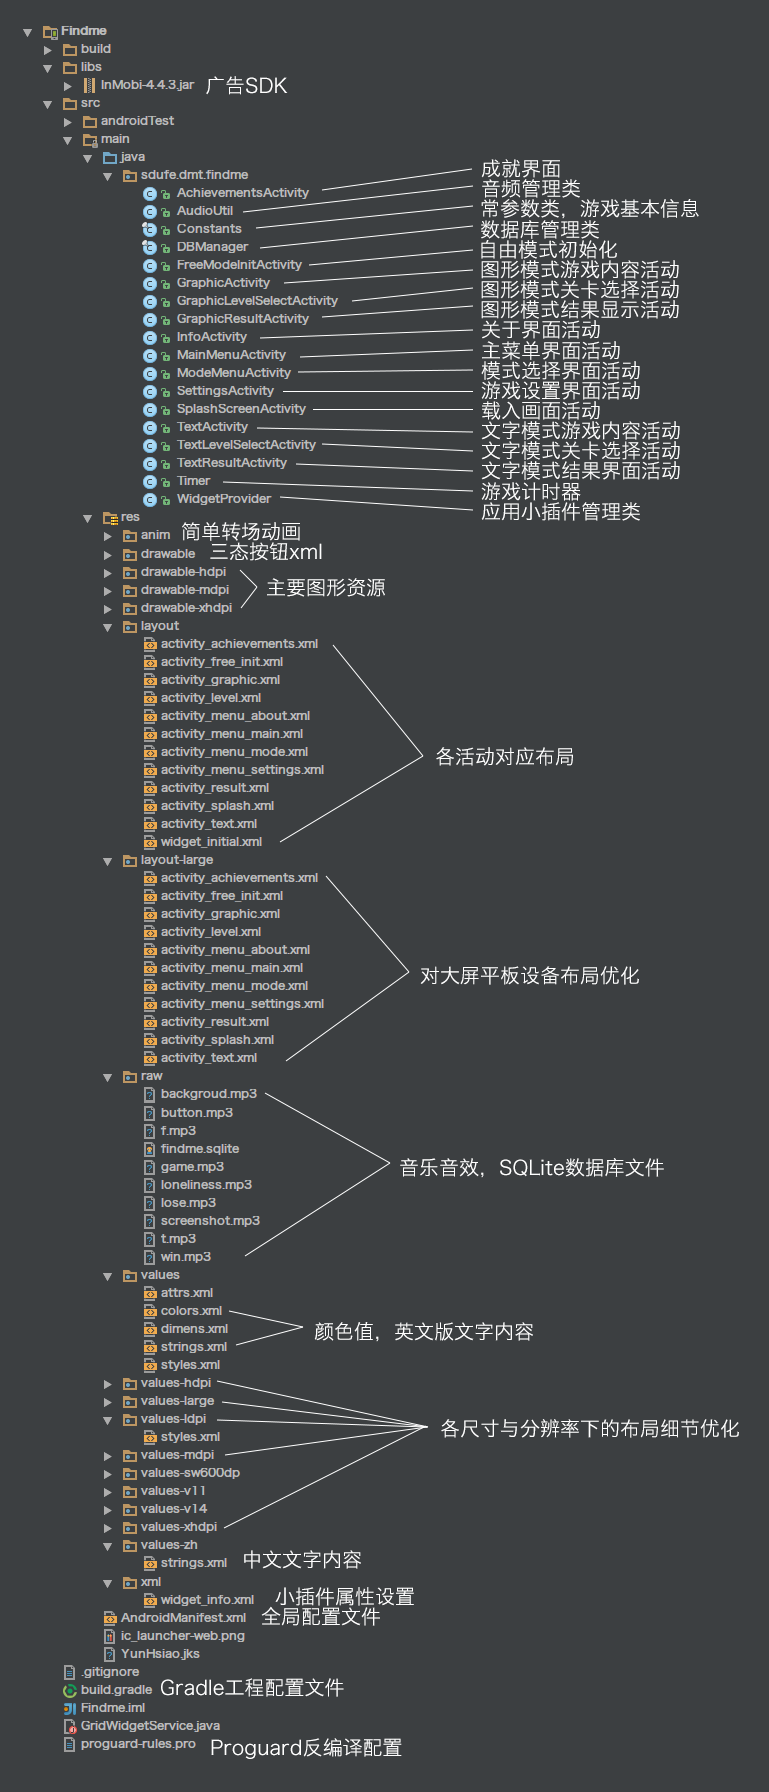 Findme
build
libs
InMobi-4.4.3.jar 广告SDK
src
androidTest
main
java
sdufe.dmt.findme
AchievementsActivity 成就界面
AudioUtil 音频管理类
Constants 常参数类，游戏基本信息
DBManager 数据库管理类
FreeModeInitActivity 自由模式初始化
GraphicActivity 图形模式游戏内容活动
GraphicLevelSelectActivity 图形模式关卡选择活动
GraphicResultActivity 图形模式结果显示活动
InfoActivity 关于界面活动
MainMenuActivity 主菜单界面活动
ModeMenuActivity 模式选择界面活动
SettingsActivity 游戏设置界面活动
SplashScreenActivity 载入画面活动
TextActivity 文字模式游戏内容活动
TextLevelSelectActivity 文字模式关卡选择活动
TextResultActivity 文字模式结果界面活动
Timer 游戏计时器
WidgetProvider 应用小插件管理类
res
anim 简单转场动画
drawable 三态按钮xml
drawable-hdpi
drawable-mdpi 主要图形资源
drawable-xhdpi
layout
activity_achievements.xml
activity_free_init.xml
activity_graphic.xml
activity_level.xml
activity_menu_about.xml
activity_menu_main.xml
activity_menu_mode.xml 各活动对应布局
activity_menu_settings.xml
activity_result.xml
activity_splash.xml
activity_text.xml
widget_initial.xml
layout-large
activity_achievements.xml
activity_free_init.xml
activity_graphic.xml
activity_level.xml
activity_menu_about.xml
activity_menu_main.xml 对大屏平板设备布局优化
activity_menu_mode.xml
activity_menu_settings.xml
activity_result.xml
activity_splash.xml
activity_text.xml
raw
backgroud.mp3
button.mp3
f.mp3
findme.sqlite
game.mp3 音乐音效，SQLite数据库文件
loneliness.mp3
lose.mp3
screenshot.mp3
t.mp3
win.mp3
values
attrs.xml
colors.xml
dimens.xml 颜色值，英文版文字内容
strings.xml
styles.xml
values-hdpi
values-large
values-ldpi 各尺寸与分辨率下的布局细节优化
styles.xml
values-mdpi
values-sw600dp
values-v11
values-v14
values-xhdpi
values-zh
strings.xml 中文文字内容
xml
widget_info.xml 小插件属性设置
AndroidManifest.xml 全局配置文件
ic_launcher-web.png
YunHsiao.jks
.gitignore
build.gradle Gradle工程配置文件
Findme.iml
GridWidgetService.java
proguard-rules.pro Proguard反编译配置